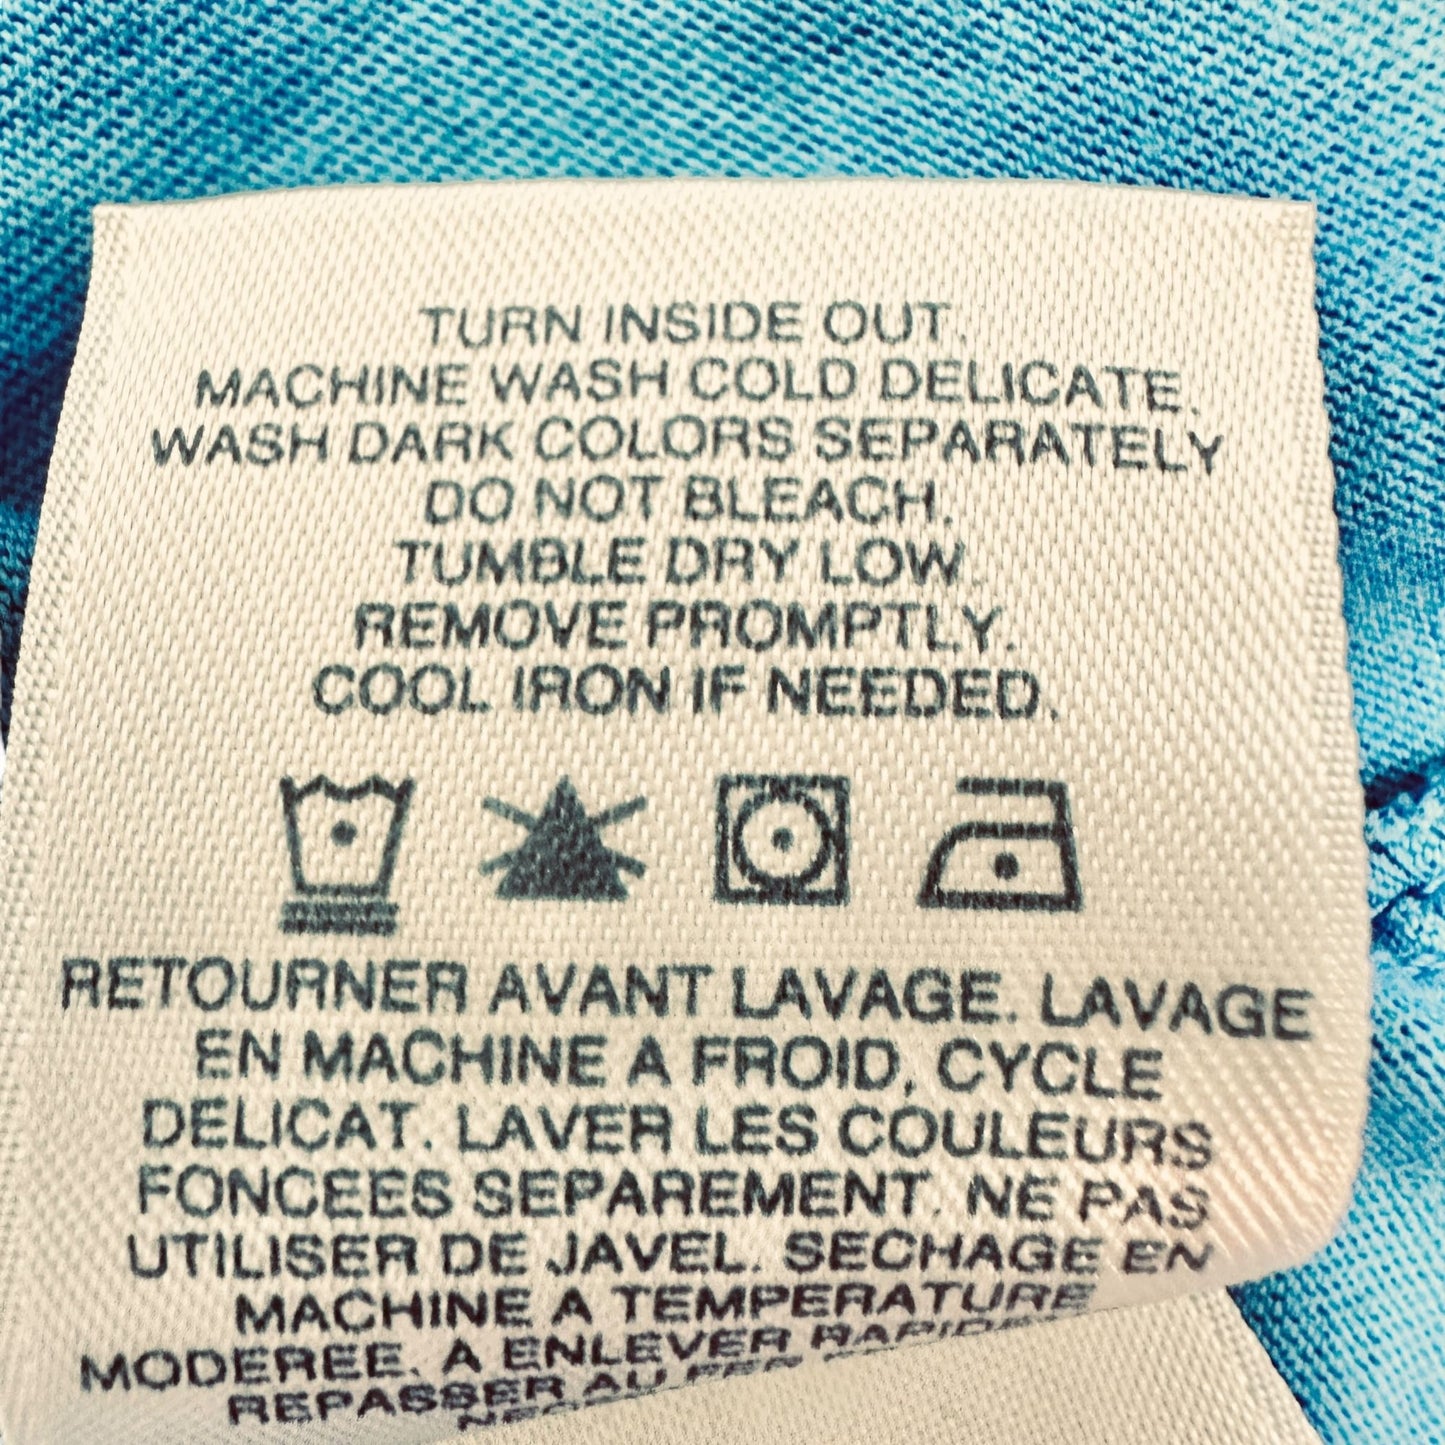 TURN INSIDE OUT.
MACHINE WASH COLD DELICATE.
WASH DARK COLORS SEPARATELY
DO NOT BLEACH.
TUMBLE DRY LOW.
REMOVE PROMPTLY.
COOL IRON IF NEEDED.
RETOURNER AVANT LAVAGE. LAVAGE
EN MACHINE A FROID, CYCLE
DELICAT. LAVER LES COULEURS
FONCEES SEPAREMENT. NE PAS
UTILISER DE JAVEL. SECHAGE EN
MACHINE A TEMPERATURE
MODEREE. A ENLEVER
REPASSER AU FER